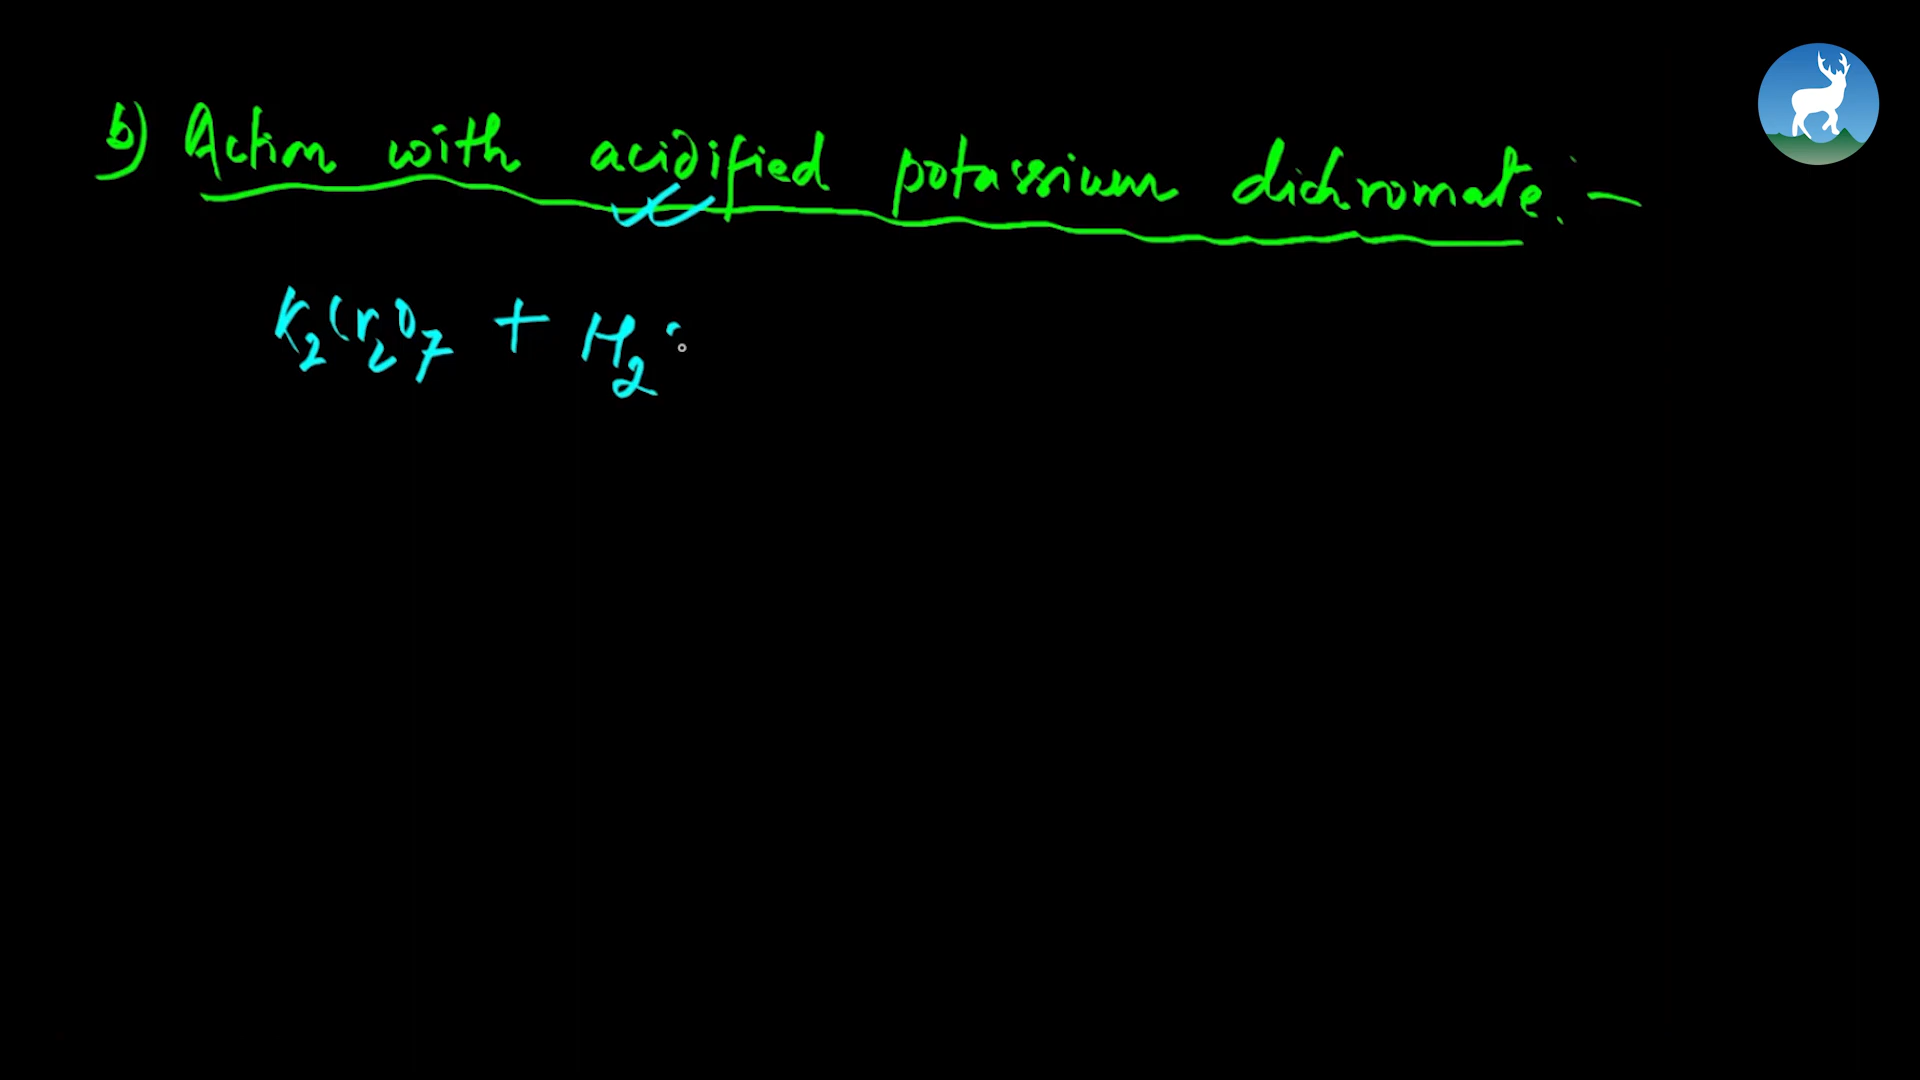 b) Action with acidified potassium dichromate :-
K₂Cr₂O₇ + H₂